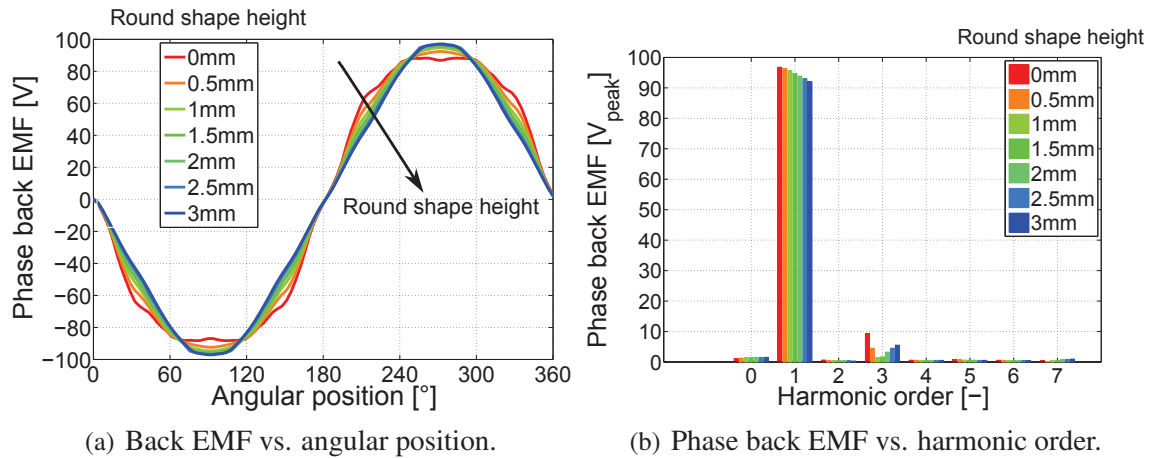 Round shape height
100
80
60
40
20
0
−20
−40
−60
−80
−100
Phase back EMF [V]
0mm
0.5mm
1mm
1.5mm
2mm
2.5mm
3mm
Round shape height
0 60 120 180 240 300 360
Angular position [°]
(a) Back EMF vs. angular position.
Round shape height
100
90
80
70
60
50
40
30
20
10
0
Phase back EMF [Vpeak]
0mm
0.5mm
1mm
1.5mm
2mm
2.5mm
3mm
0 1 2 3 4 5 6 7
Harmonic order [−]
(b) Phase back EMF vs. harmonic order.